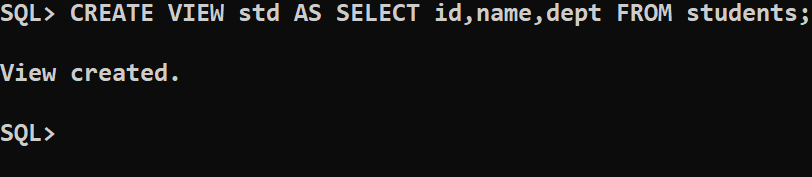 SQL> CREATE VIEW std AS SELECT id,name,dept FROM students;
View created.
SQL>